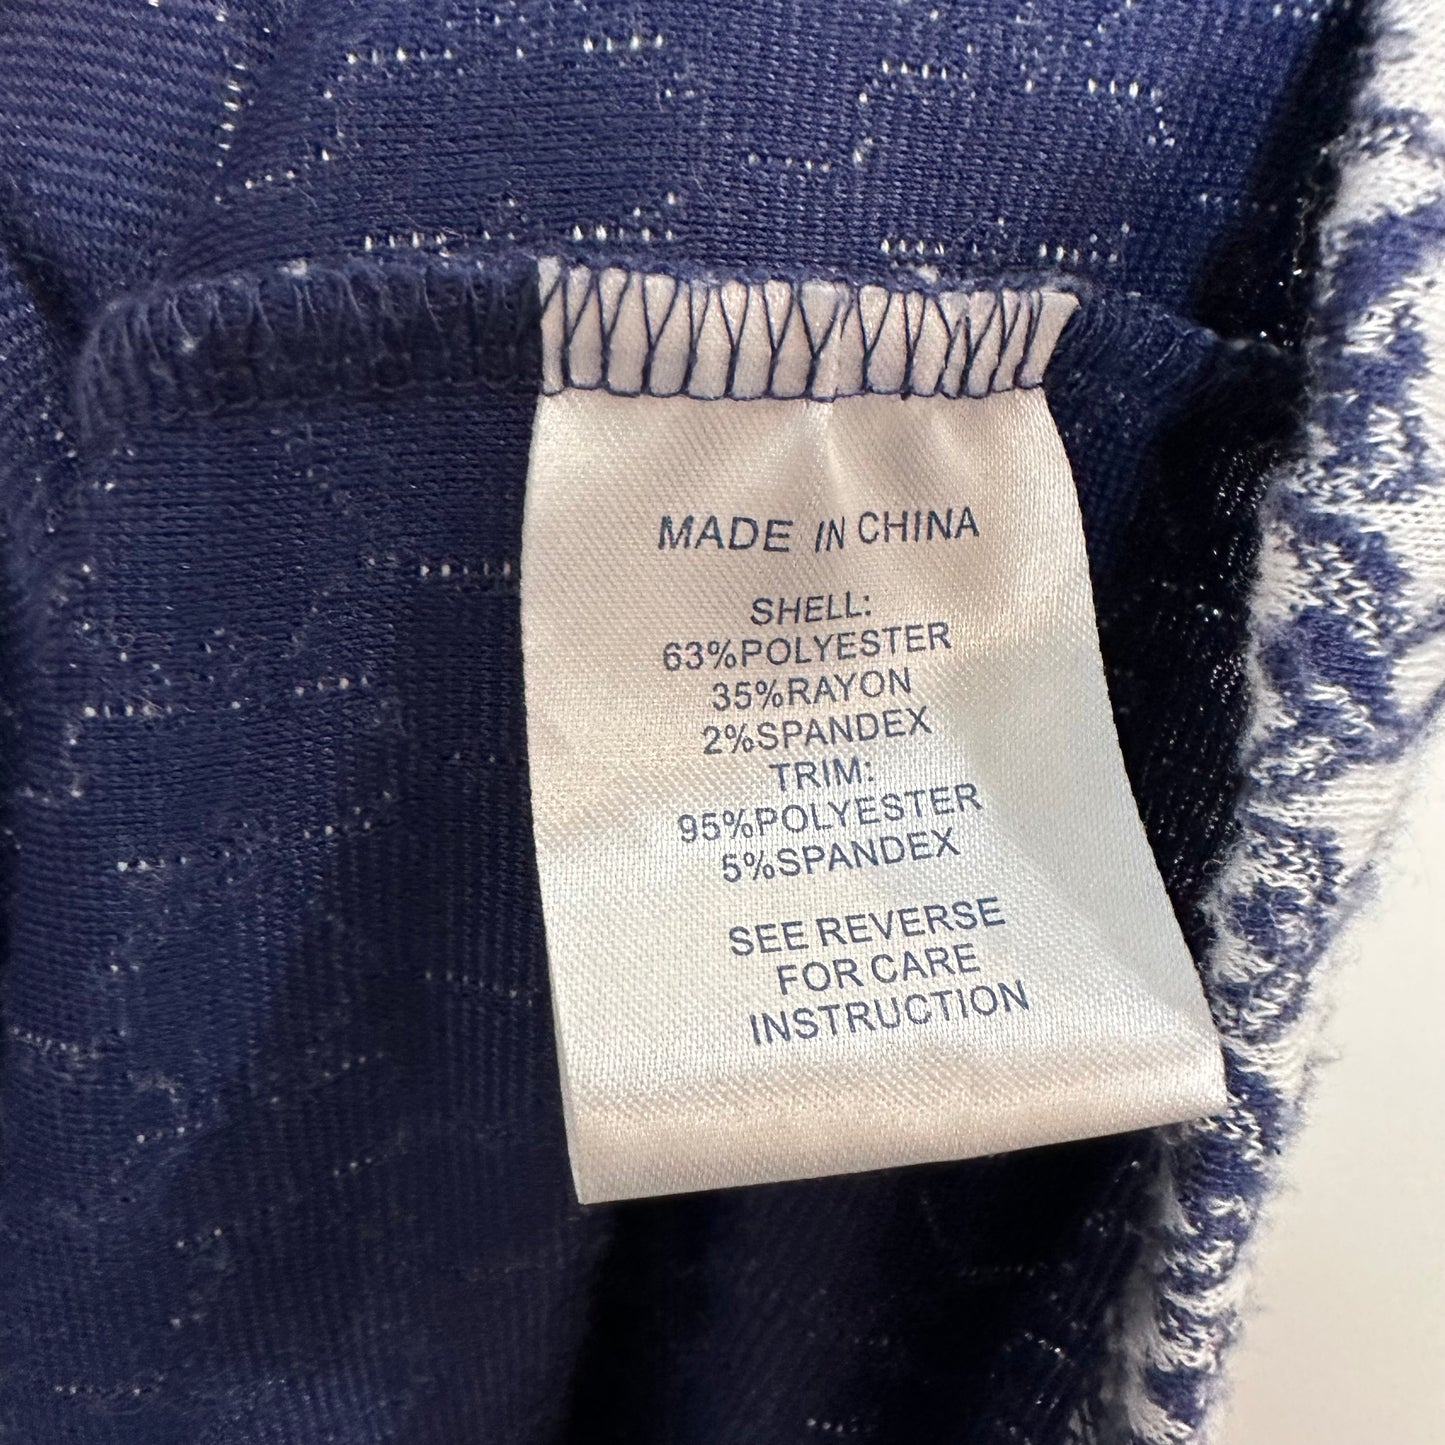 MADE IN CHINA
SHELL:
63%POLYESTER
35%RAYON
2%SPANDEX
TRIM:
95%POLYESTER
5%SPANDEX
SEE REVERSE
FOR CARE
INSTRUCTION